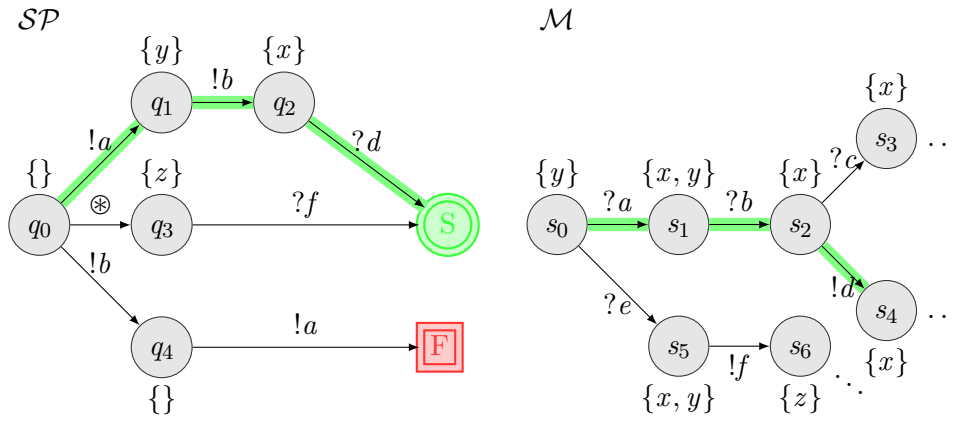 SP
M
{y}
{x}
!b
q1
q2
!a
?d
{}
{z}
q0
⊛
q3
?f
S
!b
q4
!a
F
{}
{x}
s3
..
?c
{y}
{x, y}
{x}
s0
?a
s1
?b
s2
!d
s4
..
{x}
?e
s5
!f
s6
...
{x, y}
{z}